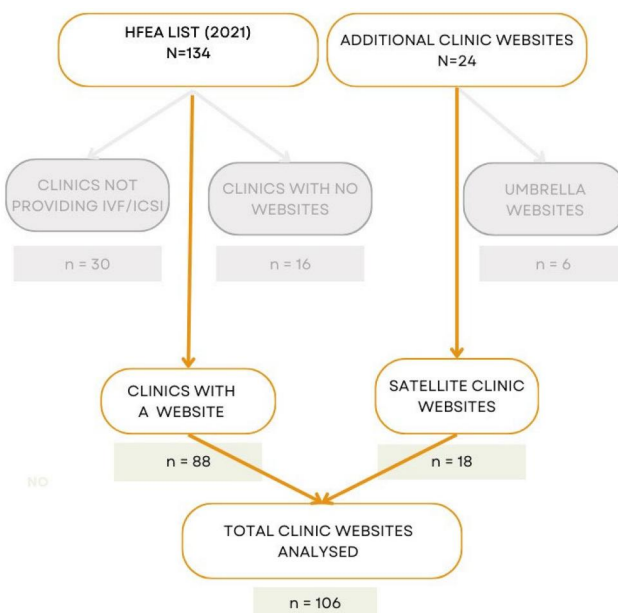 HFEA LIST (2021)
N=134
ADDITIONAL CLINIC WEBSITES
N=24
CLINICS NOT
PROVIDING IVF/ICSI
n = 30
CLINICS WITH NO
WEBSITES
n = 16
UMBRELLA
WEBSITES
n = 6
CLINICS WITH
A WEBSITE
n = 88
SATELLITE CLINIC
WEBSITES
n = 18
NO
TOTAL CLINIC WEBSITES
ANALYSED
n = 106